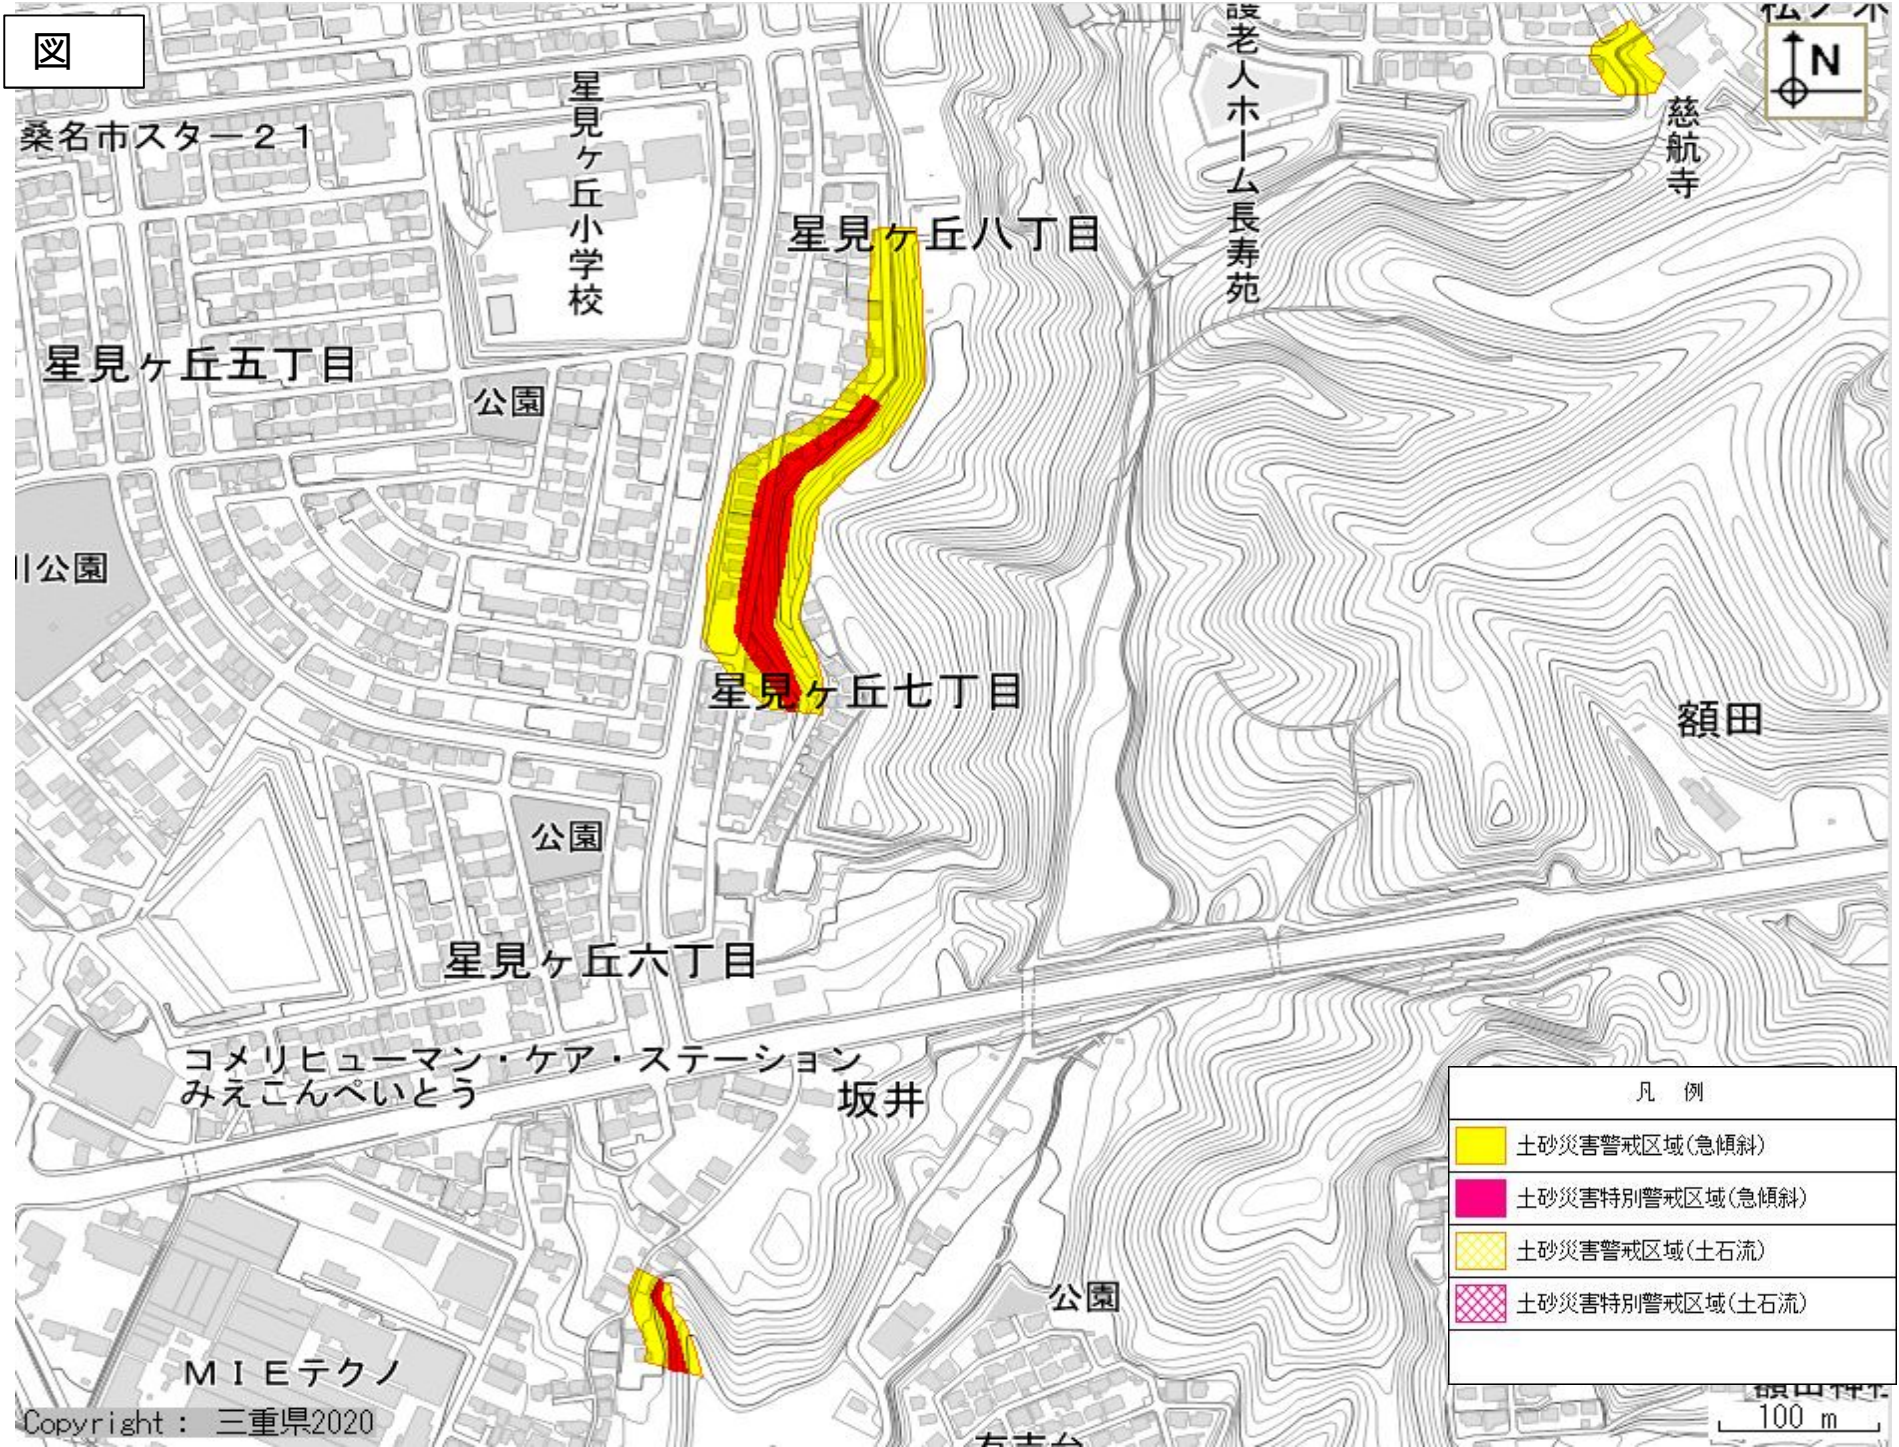 図
護老人ホーム長寿苑
N
桑名市スター21
星見ヶ丘小学校
慈航寺
星見ヶ丘八丁目
星見ヶ丘五丁目
公園
川公園
星見ヶ丘七丁目
額田
公園
星見ヶ丘六丁目
コメリヒューマン・ケア・ステーション
みえこんぺいとう
坂井
凡 例
土砂災害警戒区域(急傾斜)
土砂災害特別警戒区域(急傾斜)
土砂災害警戒区域(土石流)
土砂災害特別警戒区域(土石流)
公園
MIEテクノ
Copyright : 三重県2020
100 m